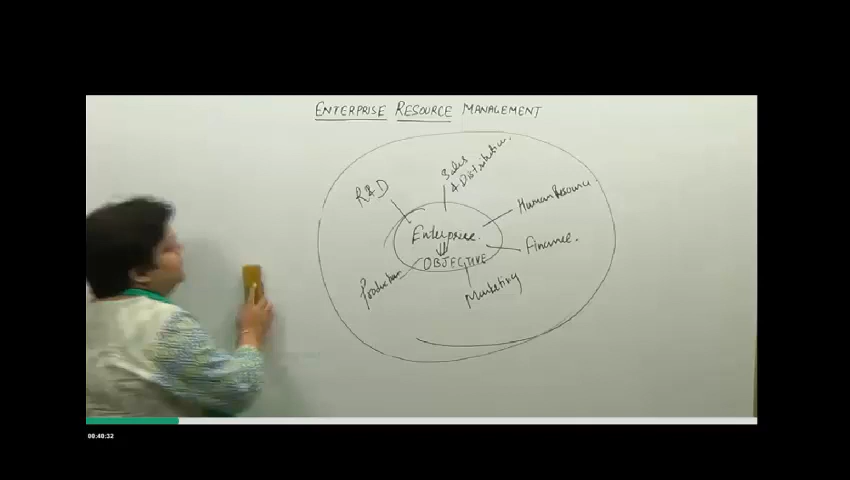 ENTERPRISE RESOURCE MANAGEMENT
Sales
& Distribution.
R&D
Human Resource
Enterprise.
Finance.
OBJECTIVE
Production
Marketing
00:40:32